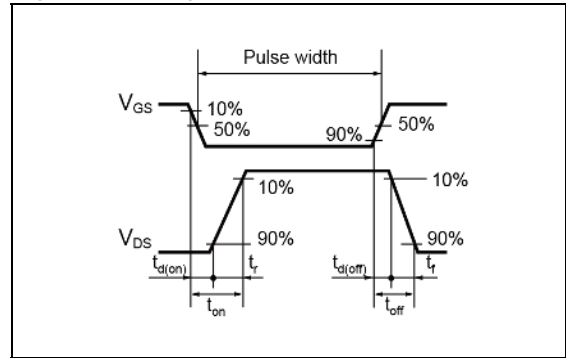 Pulse width
VGS
10%
50%
90%
50%
10%
10%
VDS
90%
90%
td(on)
tr
td(off)
tf
ton
toff